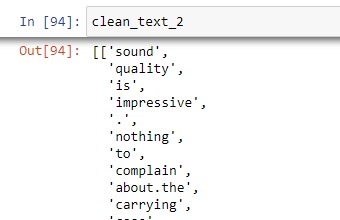 In [94]: clean_text_2
Out[94]: [['sound',
'quality',
'is',
'impressive',
'.',
'nothing',
'to',
'complain',
'about.the',
'carrying',